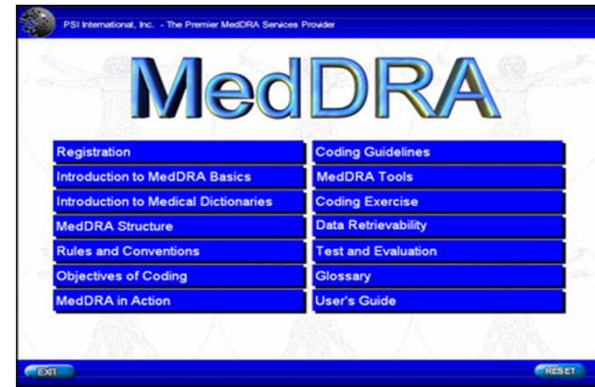 PSI International, Inc. - The Premier MedDRA Services Provider
MedDRA
Registration
Introduction to MedDRA Basics
Introduction to Medical Dictionaries
MedDRA Structure
Rules and Conventions
Objectives of Coding
MedDRA in Action
Coding Guidelines
MedDRA Tools
Coding Exercise
Data Retrievability
Test and Evaluation
Glossary
User's Guide
EXIT
RESET